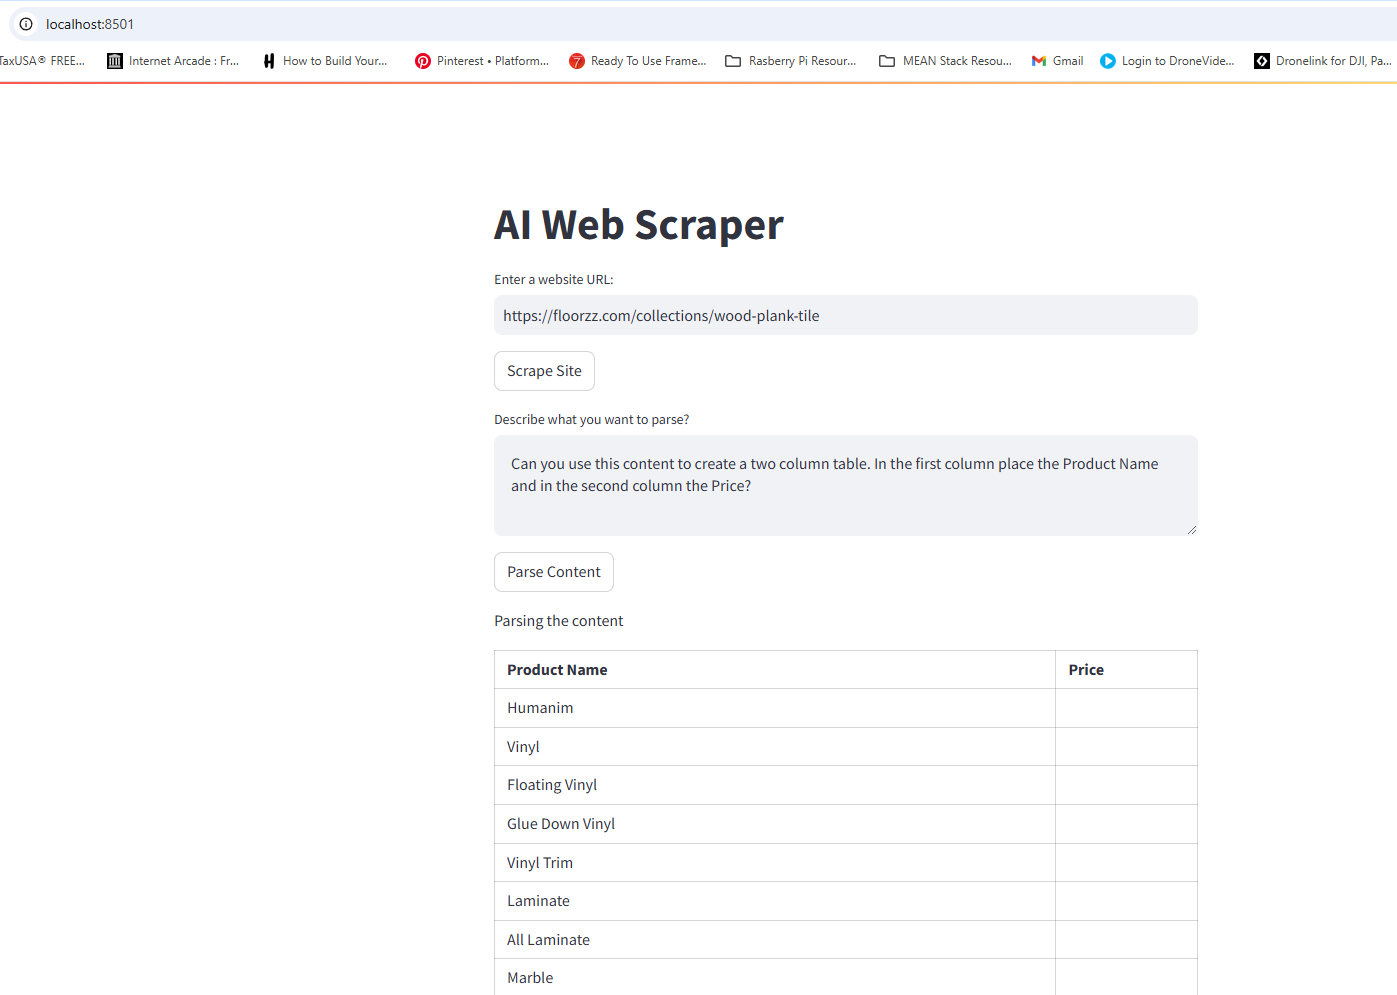 localhost:8501
TaxUSA® FREE... Internet Arcade : Fr... How to Build Your... Pinterest • Platform... Ready To Use Frame... Rasberry Pi Resour... MEAN Stack Resou... Gmail Login to DroneVide... Dronelink for DJI, Pa...
AI Web Scraper
Enter a website URL:
https://floorzz.com/collections/wood-plank-tile
Scrape Site
Describe what you want to parse?
Can you use this content to create a two column table. In the first column place the Product Name
and in the second column the Price?
Parse Content
Parsing the content
Product Name Price
Humanim
Vinyl
Floating Vinyl
Glue Down Vinyl
Vinyl Trim
Laminate
All Laminate
Marble